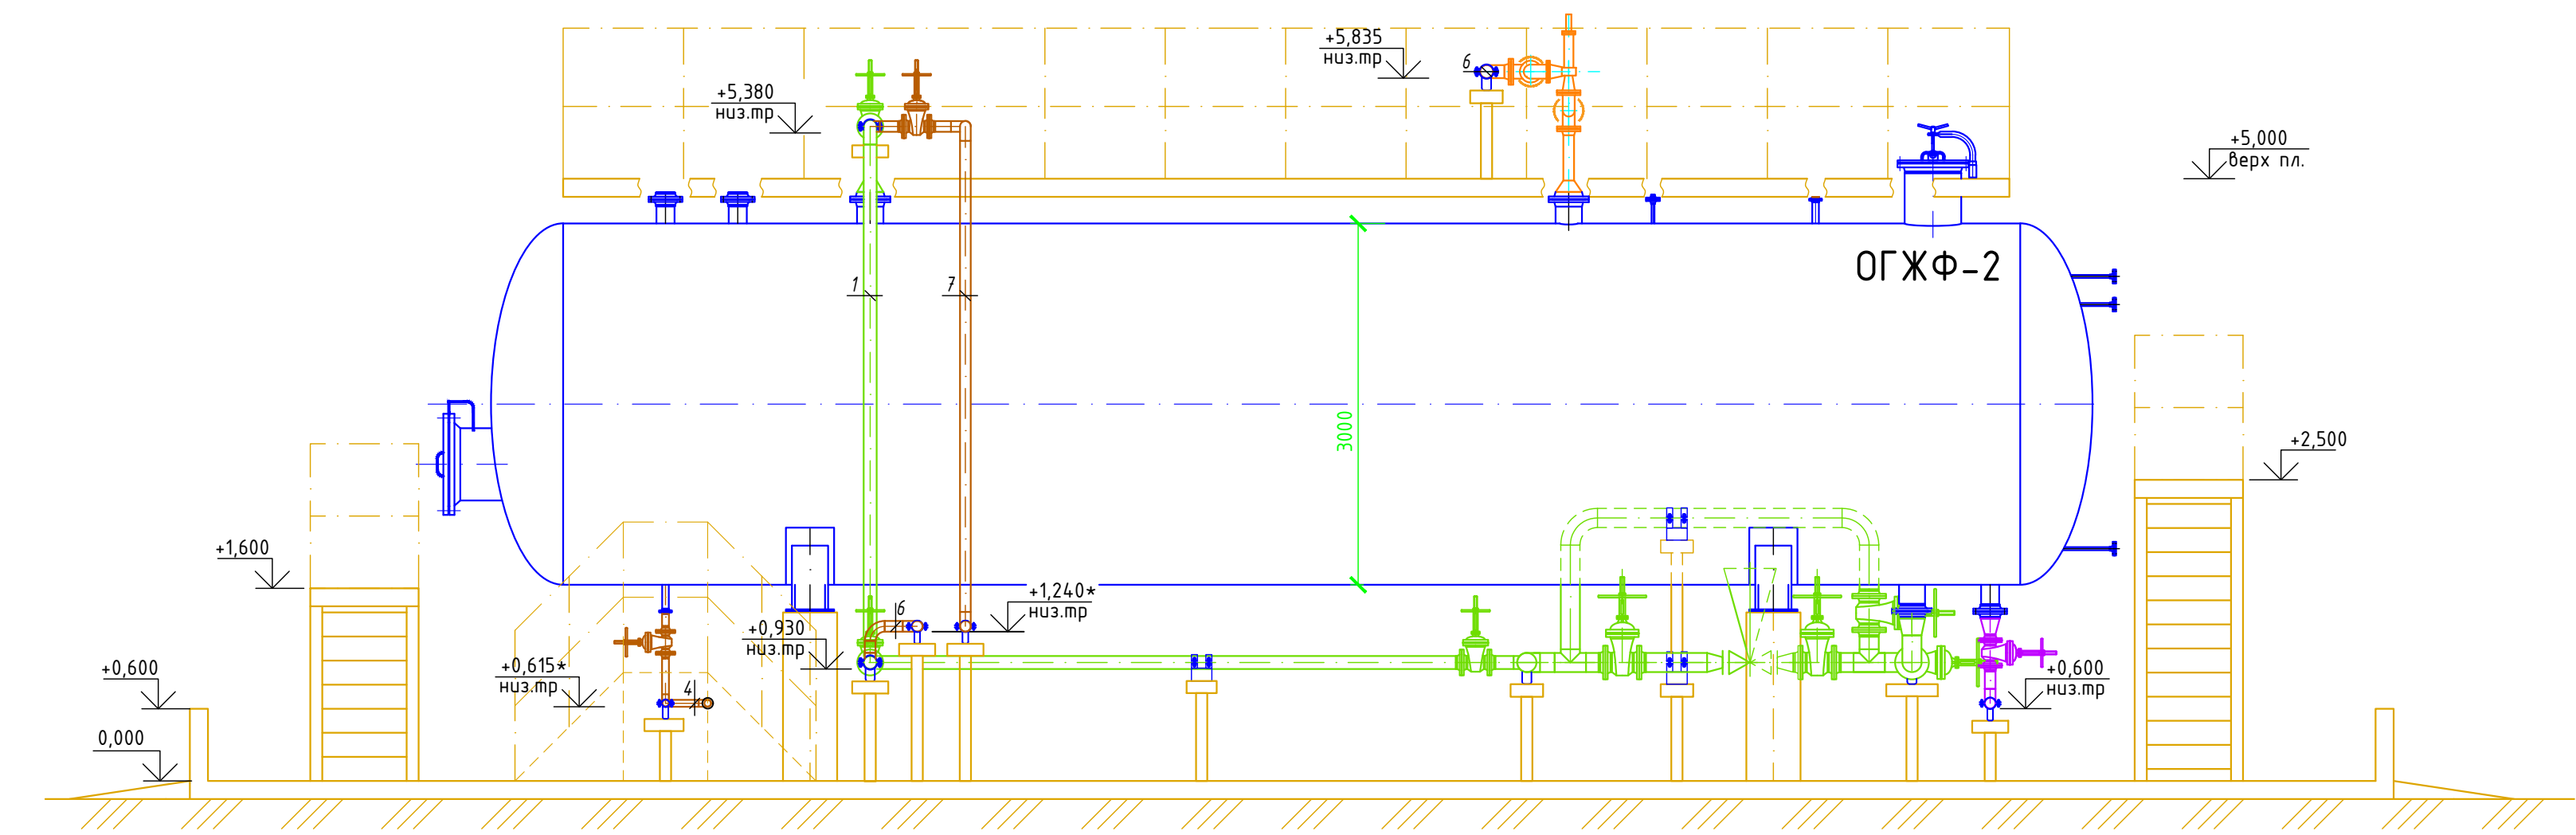 +5,835
низ.тр
6
+5,380
низ.тр
+5,000
верх пл.
ОГЖФ-2
1
7
3000
+2,500
+1,600
+1,240*
низ.тр
6
+0,930
низ.тр
+0,615*
низ.тр
4
+0,600
+0,600
низ.тр
0,000